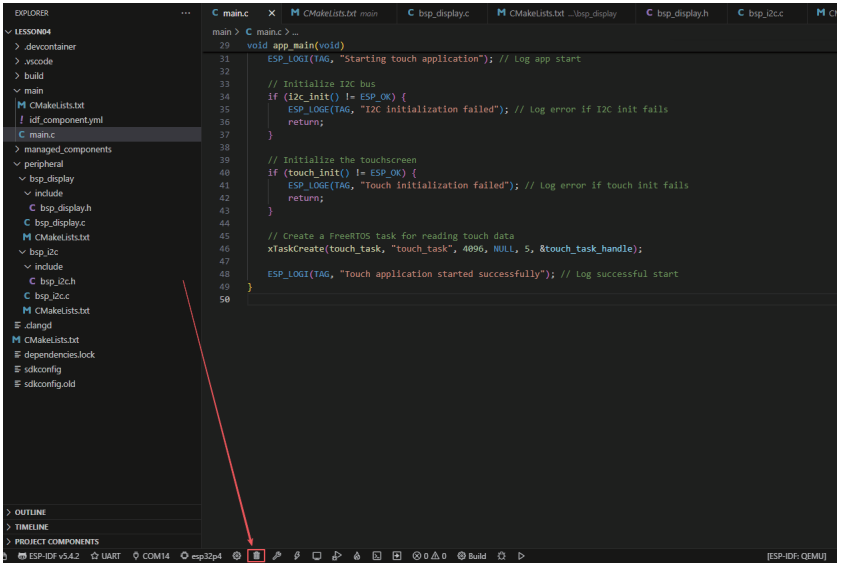 EXPLORER ...
LESSON04
.devcontainer
.vscode
build
main
M CMakeLists.txt
! idf_component.yml
C main.c
managed_components
peripheral
bsp_display
include
C bsp_display.h
C bsp_display.c
M CMakeLists.txt
bsp_i2c
include
C bsp_i2c.h
C bsp_i2c.c
M CMakeLists.txt
.clangd
M CMakeLists.txt
dependencies.lock
sdkconfig
sdkconfig.old
OUTLINE
TIMELINE
PROJECT COMPONENTS
C main.c × M CMakeLists.txt main C bsp_display.c M CMakeLists.txt ...\bsp_display C bsp_display.h C bsp_i2c.c M
main > C main.c > ...
29 void app_main(void)
31 ESP_LOGI(TAG, "Starting touch application"); // Log app start
32
33 // Initialize I2C bus
34 if (i2c_init() != ESP_OK) {
35 ESP_LOGE(TAG, "I2C initialization failed"); // Log error if I2C init fails
36 return;
37 }
38
39 // Initialize the touchscreen
40 if (touch_init() != ESP_OK) {
41 ESP_LOGE(TAG, "Touch initialization failed"); // Log error if touch init fails
42 return;
43 }
44
45 // Create a FreeRTOS task for reading touch data
46 xTaskCreate(touch_task, "touch_task", 4096, NULL, 5, &touch_task_handle);
47
48 ESP_LOGI(TAG, "Touch application started successfully"); // Log successful start
49 }
50
ESP-IDF v5.4.2 UART COM14 esp32p4 0 0 Build [ESP-IDF: QEMU]